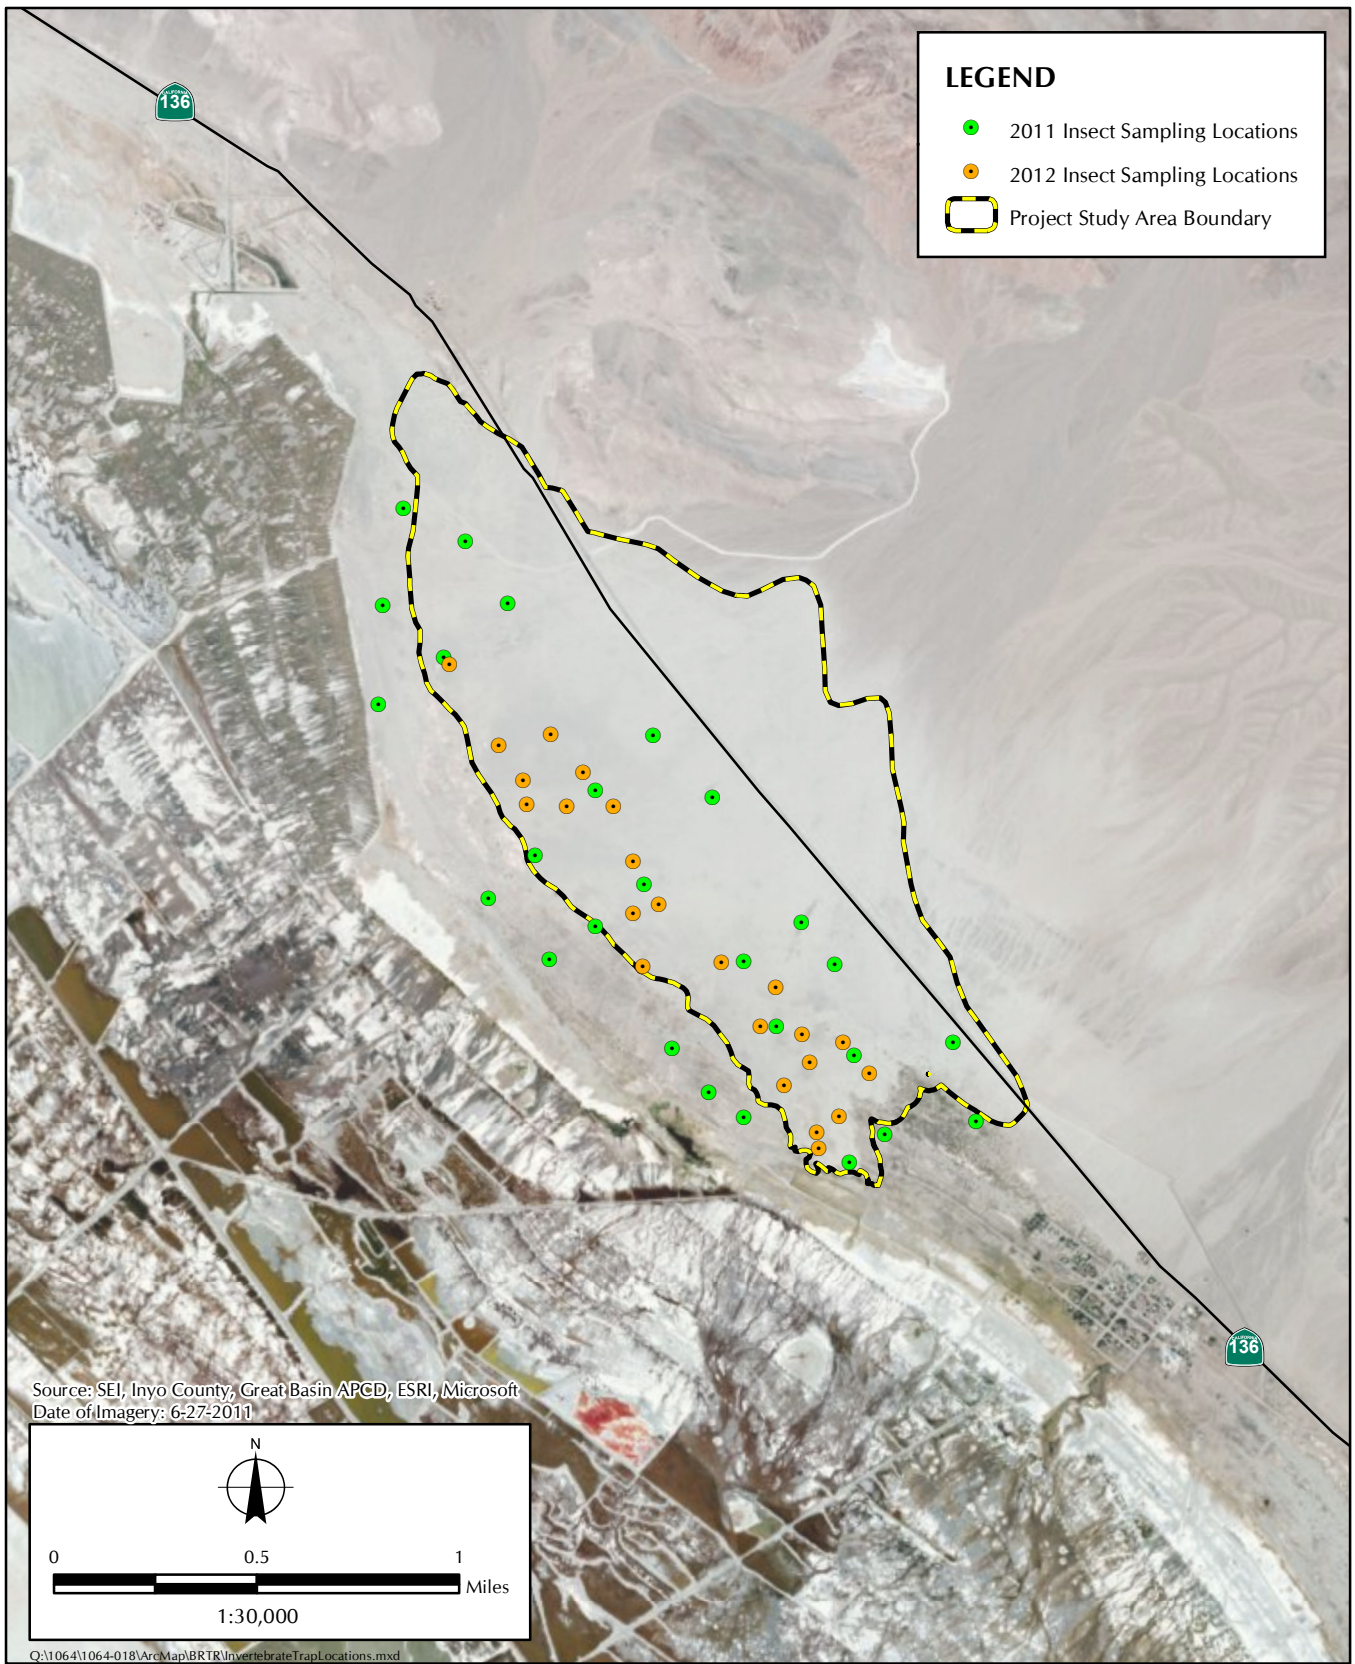 CALIFORNIA
136
LEGEND
2011 Insect Sampling Locations
2012 Insect Sampling Locations
Project Study Area Boundary
CALIFORNIA
136
Source: SEI, Inyo County, Great Basin APCD, ESRI, Microsoft
Date of Imagery: 6-27-2011
N
0 0.5 1
Miles
1:30,000
Q:\1064\1064-018\ArcMap\BRTR\InvertebrateTrapLocations.mxd